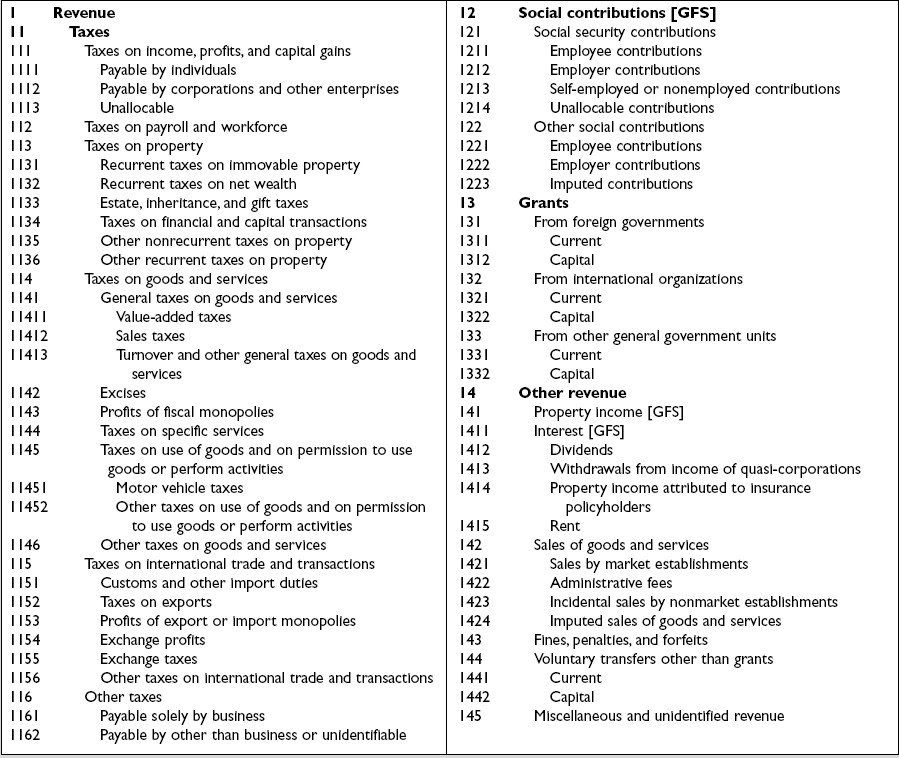 1 Revenue
11 Taxes
111 Taxes on income, profits, and capital gains
1111 Payable by individuals
1112 Payable by corporations and other enterprises
1113 Unallocable
112 Taxes on payroll and workforce
113 Taxes on property
1131 Recurrent taxes on immovable property
1132 Recurrent taxes on net wealth
1133 Estate, inheritance, and gift taxes
1134 Taxes on financial and capital transactions
1135 Other nonrecurrent taxes on property
1136 Other recurrent taxes on property
114 Taxes on goods and services
1141 General taxes on goods and services
11411 Value-added taxes
11412 Sales taxes
11413 Turnover and other general taxes on goods and
services
1142 Excises
1143 Profits of fiscal monopolies
1144 Taxes on specific services
1145 Taxes on use of goods and on permission to use
goods or perform activities
11451 Motor vehicle taxes
11452 Other taxes on use of goods and on permission
to use goods or perform activities
1146 Other taxes on goods and services
115 Taxes on international trade and transactions
1151 Customs and other import duties
1152 Taxes on exports
1153 Profits of export or import monopolies
1154 Exchange profits
1155 Exchange taxes
1156 Other taxes on international trade and transactions
116 Other taxes
1161 Payable solely by business
1162 Payable by other than business or unidentifiable
12 Social contributions [GFS]
121 Social security contributions
1211 Employee contributions
1212 Employer contributions
1213 Self-employed or nonemployed contributions
1214 Unallocable contributions
122 Other social contributions
1221 Employee contributions
1222 Employer contributions
1223 Imputed contributions
13 Grants
131 From foreign governments
1311 Current
1312 Capital
132 From international organizations
1321 Current
1322 Capital
133 From other general government units
1331 Current
1332 Capital
14 Other revenue
141 Property income [GFS]
1411 Interest [GFS]
1412 Dividends
1413 Withdrawals from income of quasi-corporations
1414 Property income attributed to insurance
policyholders
1415 Rent
142 Sales of goods and services
1421 Sales by market establishments
1422 Administrative fees
1423 Incidental sales by nonmarket establishments
1424 Imputed sales of goods and services
143 Fines, penalties, and forfeits
144 Voluntary transfers other than grants
1441 Current
1442 Capital
145 Miscellaneous and unidentified revenue